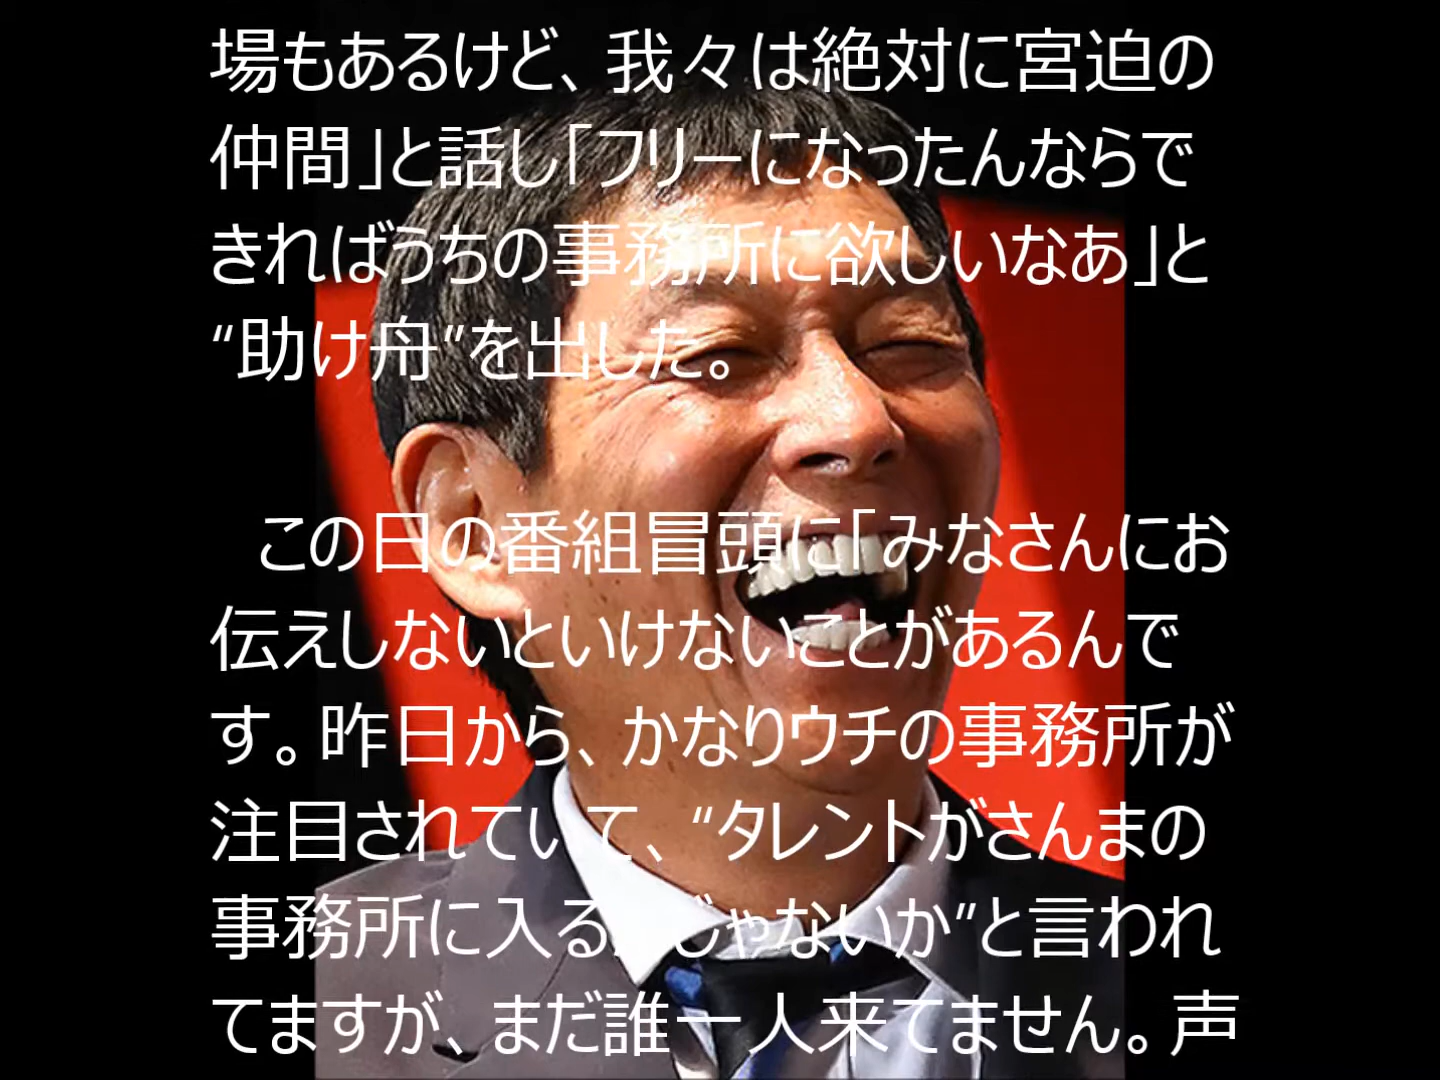 場もあるけど、我々は絶対に宮迫の
仲間」と話し「フリーになったんならで
きればうちの事務所に欲しいなあ」と
“助け舟”を出した。
この日の番組冒頭に「みなさんにお
伝えしないといけないことがあるんで
す。昨日から、かなりウチの事務所が
注目されていて、“タレントがさんまの
事務所に入るんじゃないか”と言われ
てますが、まだ誰一人来てません。声